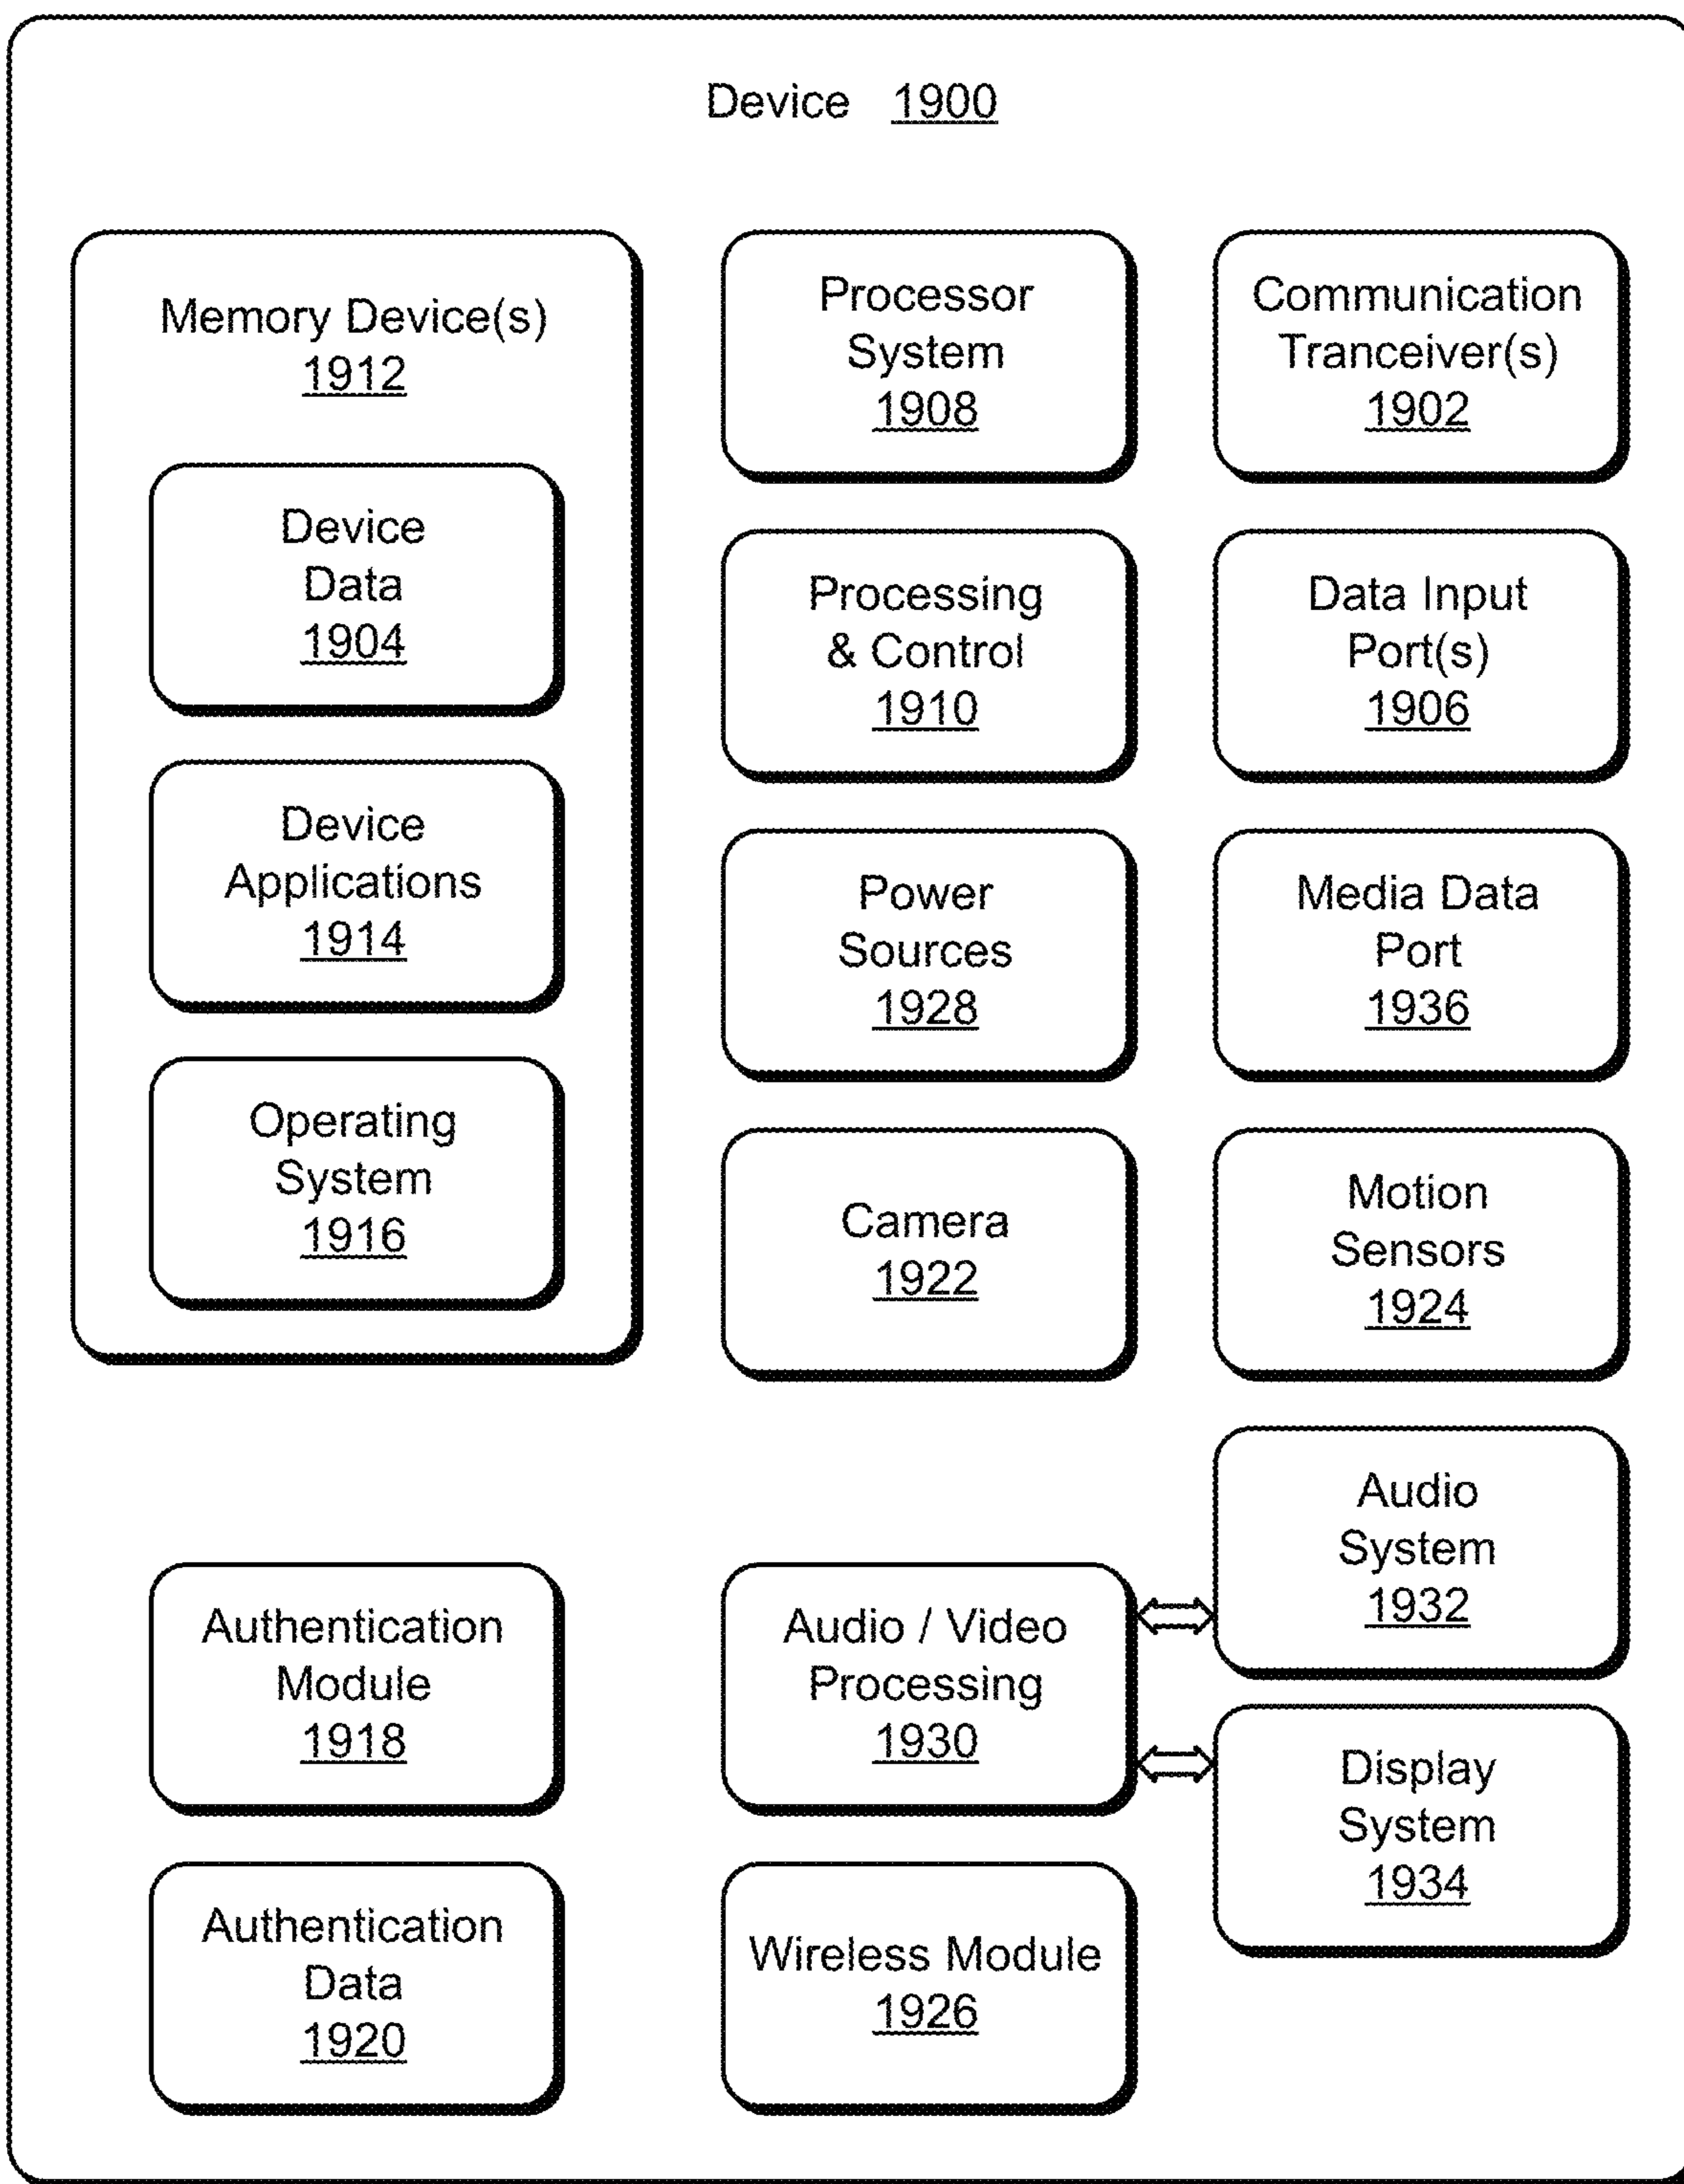 Device 1900
Memory Device(s)
1912
Device
Data
1904
Device
Applications
1914
Operating
System
1916
Processor
System
1908
Communication
Tranceiver(s)
1902
Processing
& Control
1910
Data Input
Port(s)
1906
Power
Sources
1928
Media Data
Port
1936
Camera
1922
Motion
Sensors
1924
Authentication
Module
1918
Audio / Video
Processing
1930
Audio
System
1932
Display
System
1934
Authentication
Data
1920
Wireless Module
1926